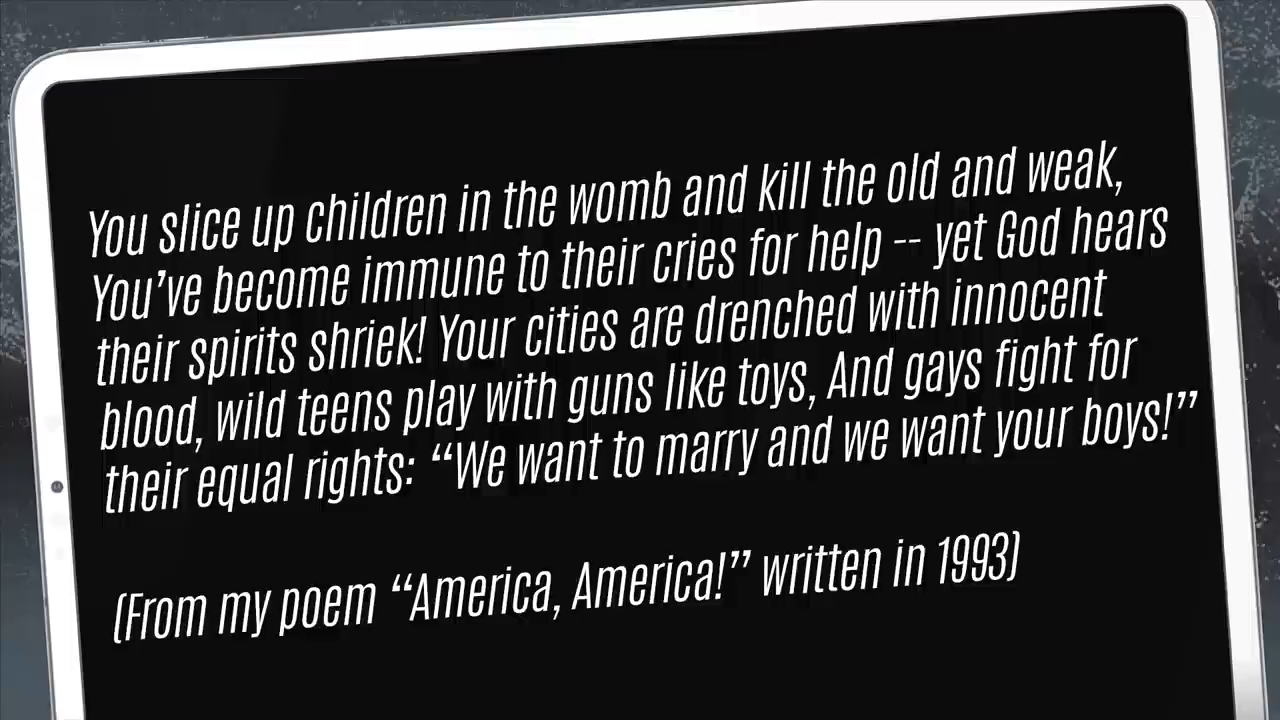 You slice up children in the womb and kill the old and weak,
You’ve become immune to their cries for help -- yet God hears
their spirits shriek! Your cities are drenched with innocent
blood, wild teens play with guns like toys, And gays fight for
their equal rights: “We want to marry and we want your boys!”
(From my poem “America, America!” written in 1993)